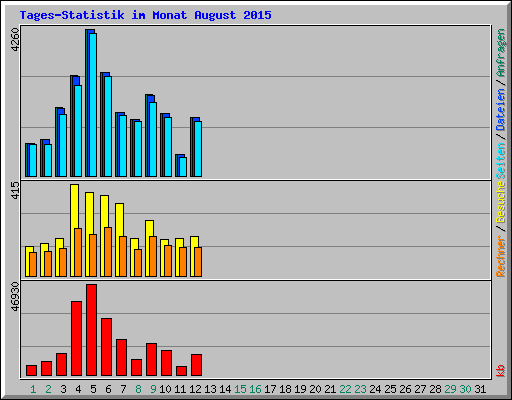 Tages-Statistik im Monat August 2015
4260
415
46930
Rechner / Besuche Seiten / Dateien / Anfragen
kb
1 2 3 4 5 6 7 8 9 10 11 12 13 14 15 16 17 18 19 20 21 22 23 24 25 26 27 28 29 30 31